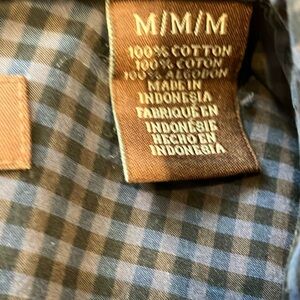 M/M/M
100% COTTON
100% COTON
100% ALGODON
MADE IN
INDONESIA
FABRIQUÉ EN
INDONÉSIE
HECHO EN
INDONESIA